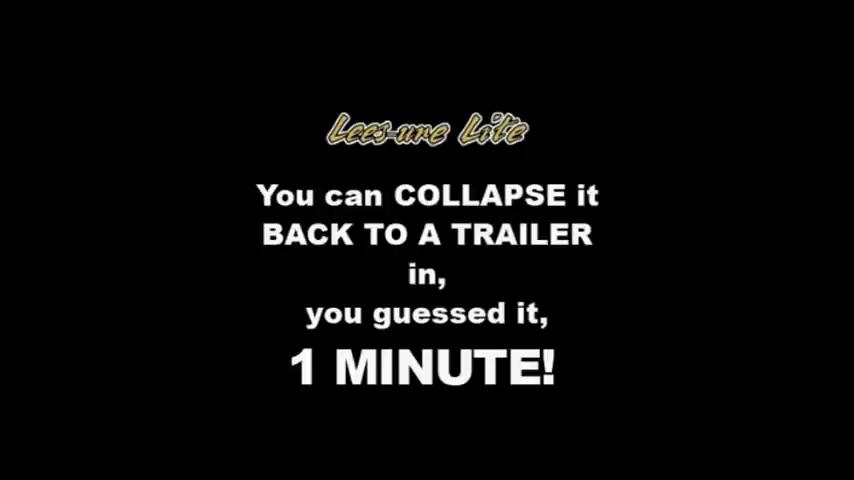 Lees-ure Lite
You can COLLAPSE it
BACK TO A TRAILER
in,
you guessed it,
1 MINUTE!